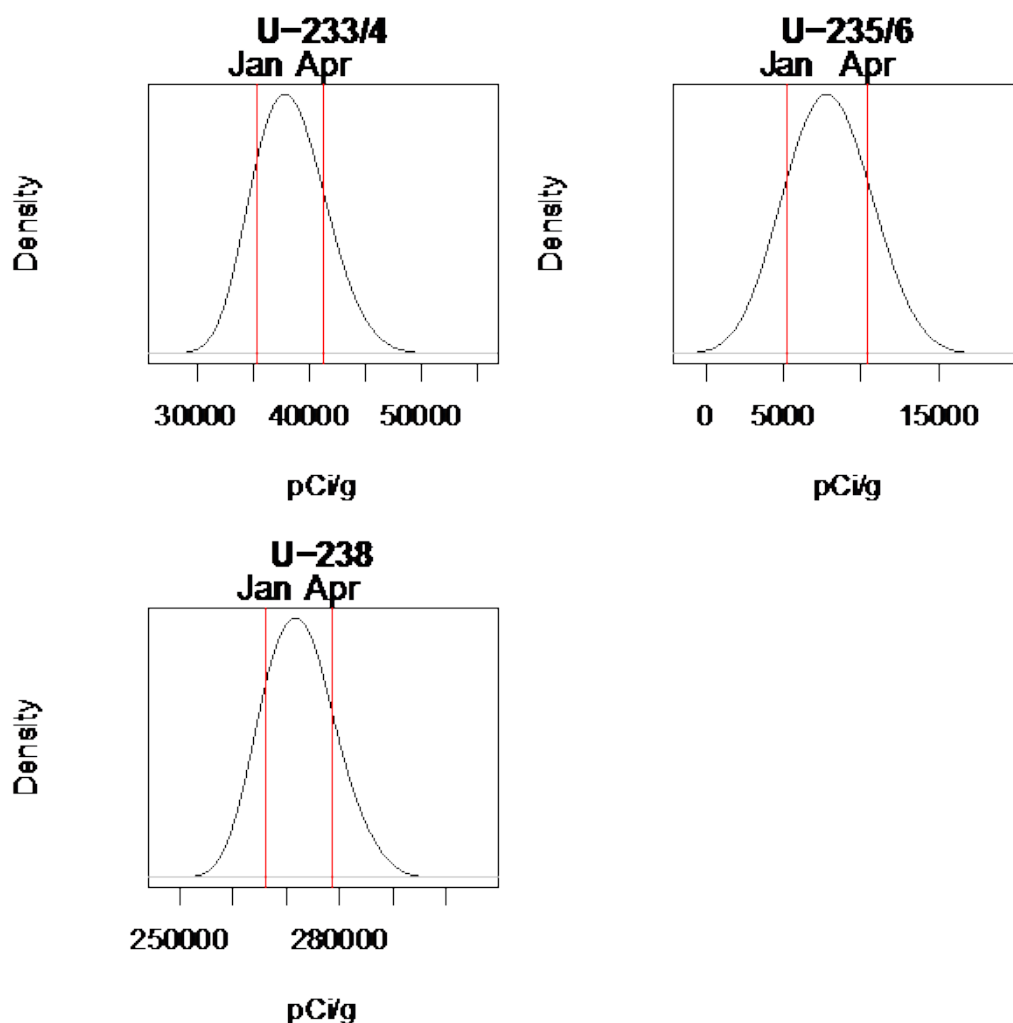 U−233/4
Jan Apr
Density
30000 40000 50000
pCi/g
U−235/6
Jan Apr
Density
0 5000 15000
pCi/g
U−238
Jan Apr
Density
250000 280000
pCi/g